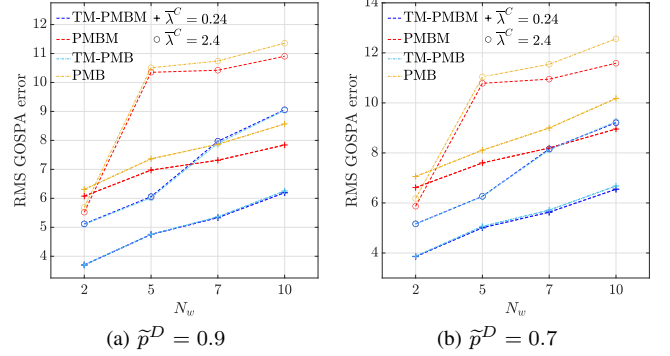 TM-PMBM + λ̅^C = 0.24
PMBM ○ λ̅^C = 2.4
TM-PMB
PMB
12
11
10
9
8
7
6
5
4
RMS GOSPA error
2 5 7 10
N_w
(a) p̃^D = 0.9
TM-PMBM + λ̅^C = 0.24
PMBM ○ λ̅^C = 2.4
TM-PMB
PMB
14
12
10
8
6
4
RMS GOSPA error
2 5 7 10
N_w
(b) p̃^D = 0.7